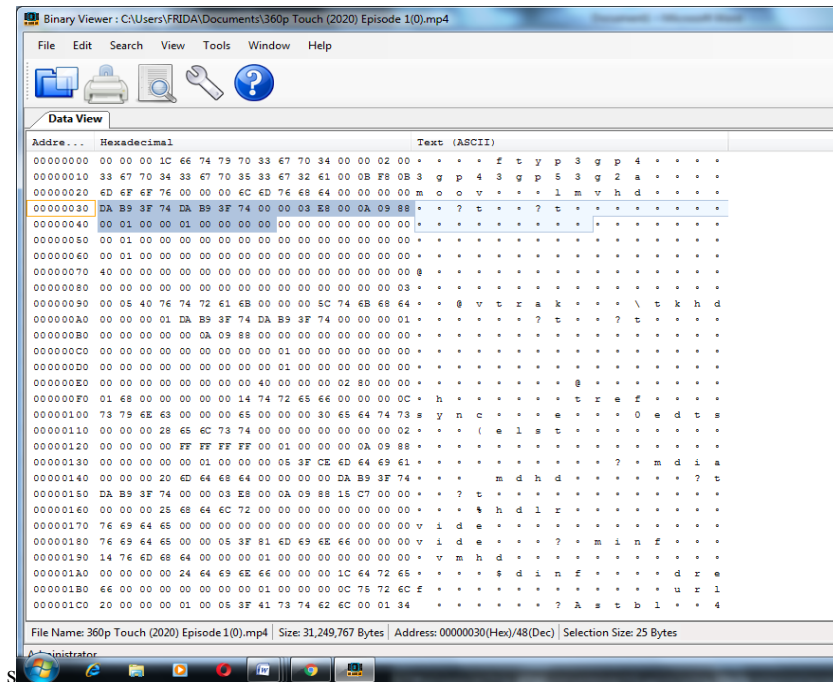 Binary Viewer : C:\Users\FRIDA\Documents\360p Touch (2020) Episode 1(0).mp4
File Edit Search View Tools Window Help
Data View
Addre... Hexadecimal Text (ASCII)
00000000 00 00 00 1C 66 74 79 70 33 67 70 34 00 00 02 00 ° ° ° ° f t y p 3 g p 4 ° ° ° °
00000010 33 67 70 34 33 67 70 35 33 67 32 61 00 0B F8 0B 3 g p 4 3 g p 5 3 g 2 a ° ° ° °
00000020 6D 6F 6F 76 00 00 00 6C 6D 76 68 64 00 00 00 00 m o o v ° ° ° l m v h d ° ° ° °
00000030 DA B9 3F 74 DA B9 3F 74 00 00 03 E8 00 0A 09 88 ° ° ? t ° ° ? t ° ° ° ° ° ° ° °
00000040 00 01 00 00 01 00 00 00 00 00 00 00 00 00 00 00 ° ° ° ° ° ° ° ° ° ° ° ° ° ° ° °
00000050 00 01 00 00 00 00 00 00 00 00 00 00 00 00 00 00 ° ° ° ° ° ° ° ° ° ° ° ° ° ° ° °
00000060 00 01 00 00 00 00 00 00 00 00 00 00 00 00 00 00 ° ° ° ° ° ° ° ° ° ° ° ° ° ° ° °
00000070 40 00 00 00 00 00 00 00 00 00 00 00 00 00 00 00 @ ° ° ° ° ° ° ° ° ° ° ° ° ° ° °
00000080 00 00 00 00 00 00 00 00 00 00 00 00 00 00 00 03 ° ° ° ° ° ° ° ° ° ° ° ° ° ° ° °
00000090 00 05 40 76 74 72 61 6B 00 00 00 5C 74 6B 68 64 ° ° @ v t r a k ° ° ° \ t k h d
000000A0 00 00 00 01 DA B9 3F 74 DA B9 3F 74 00 00 00 01 ° ° ° ° ° ° ? t ° ° ? t ° ° ° °
000000B0 00 00 00 00 00 0A 09 88 00 00 00 00 00 00 00 00 ° ° ° ° ° ° ° ° ° ° ° ° ° ° ° °
000000C0 00 00 00 00 00 00 00 00 01 00 00 00 00 00 00 00 ° ° ° ° ° ° ° ° ° ° ° ° ° ° ° °
000000D0 00 00 00 00 00 00 00 00 01 00 00 00 00 00 00 00 ° ° ° ° ° ° ° ° ° ° ° ° ° ° ° °
000000E0 00 00 00 00 00 00 00 00 40 00 00 00 02 80 00 00 ° ° ° ° ° ° ° ° @ ° ° ° ° ° ° °
000000F0 01 68 00 00 00 00 00 14 74 72 65 66 00 00 00 0C ° h ° ° ° ° ° ° t r e f ° ° ° °
00000100 73 79 6E 63 00 00 00 65 00 00 00 30 65 64 74 73 s y n c ° ° ° e ° ° ° 0 e d t s
00000110 00 00 00 28 65 6C 73 74 00 00 00 00 00 00 00 02 ° ° ° ( e l s t ° ° ° ° ° ° ° °
00000120 00 00 00 00 FF FF FF FF 00 01 00 00 00 0A 09 88 ° ° ° ° ° ° ° ° ° ° ° ° ° ° ° °
00000130 00 00 00 00 00 01 00 00 00 05 3F CE 6D 64 69 61 ° ° ° ° ° ° ° ° ° ° ? ° m d i a
00000140 00 00 00 20 6D 64 68 64 00 00 00 00 DA B9 3F 74 ° ° ° m d h d ° ° ° ° ° ° ? t
00000150 DA B9 3F 74 00 00 03 E8 00 0A 09 88 15 C7 00 00 ° ° ? t ° ° ° ° ° ° ° ° ° ° ° °
00000160 00 00 00 25 68 64 6C 72 00 00 00 00 00 00 00 00 ° ° ° % h d l r ° ° ° ° ° ° ° °
00000170 76 69 64 65 00 00 00 00 00 00 00 00 00 00 00 00 v i d e ° ° ° ° ° ° ° ° ° ° ° °
00000180 76 69 64 65 00 00 05 3F 81 6D 69 6E 66 00 00 00 v i d e ° ° ° ? ° m i n f ° ° °
00000190 14 76 6D 68 64 00 00 00 01 00 00 00 00 00 00 00 ° v m h d ° ° ° ° ° ° ° ° ° ° °
000001A0 00 00 00 00 24 64 69 6E 66 00 00 00 1C 64 72 65 ° ° ° ° $ d i n f ° ° ° ° d r e
000001B0 66 00 00 00 00 00 00 00 01 00 00 00 0C 75 72 6C f ° ° ° ° ° ° ° ° ° ° ° ° u r l
000001C0 20 00 00 00 01 00 05 3F 41 73 74 62 6C 00 01 34 ° ° ° ° ° ° ? A s t b l ° ° 4
File Name: 360p Touch (2020) Episode 1(0).mp4 Size: 31,249,767 Bytes Address: 00000030(Hex)/48(Dec) Selection Size: 25 Bytes
Administrator
s